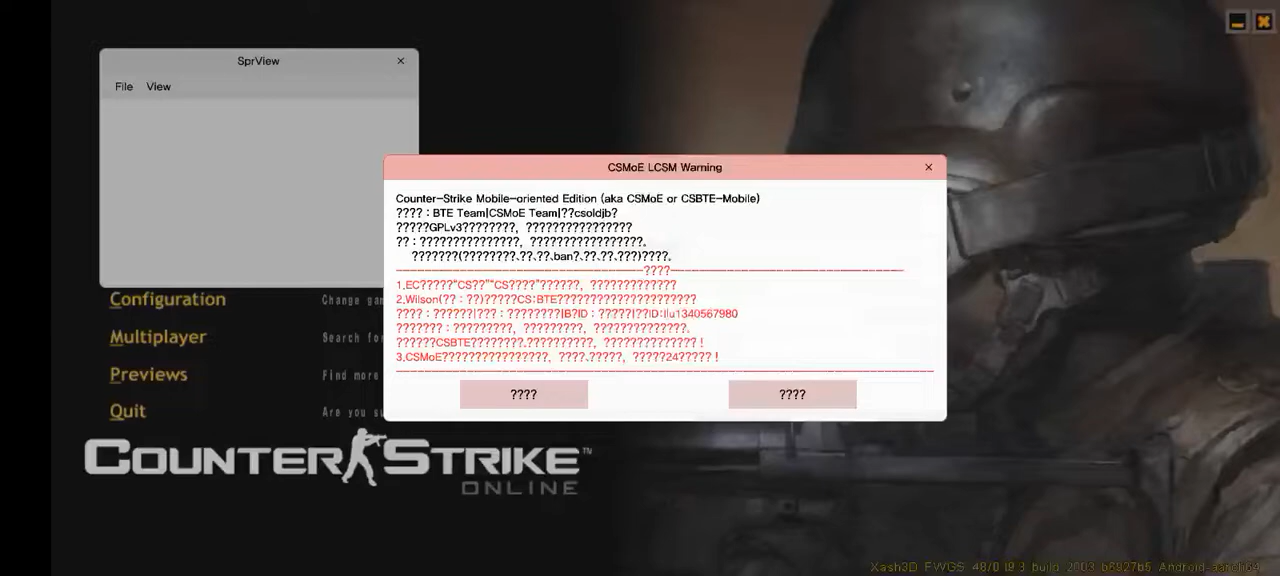 SprView
File View
CSMoE LCSM Warning
Counter-Strike Mobile-oriented Edition (aka CSMoE or CSBTE-Mobile)
???? : BTE Team|CSMoE Team|??csoldjb?
?????GPLv3????????, ????????????????
?? : ???????????????, ?????????????????.
???????(????????.??.??.ban?.??.??.???)????.
????
1.EC?????"CS??""CS????"??????, ?????????????
2.Wilson(?? : ??)?????CS:BTE???????????????????????
???? : ??????|??? : ????????|B?ID : ?????|??ID:llu1340567980
??????? : ?????????, ?????????, ??????????????.
??????CSBTE????????.??????????, ?????????????? !
3.CSMoE????????????????, ????.?????, ?????24????? !
???? ????
Configuration Change gam
Multiplayer Search for
Previews Find more
Quit Are you su
COUNTER STRIKE™
ONLINE
Xash3D FWGS 48/0.19.3 build 2003 b6927b5 Android-aarch64